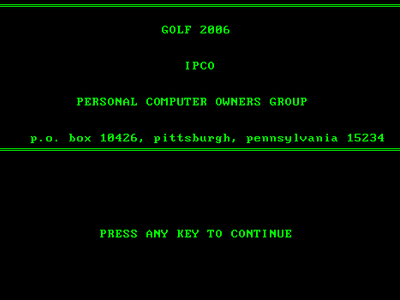 GOLF 2006
IPCO
PERSONAL COMPUTER OWNERS GROUP
p.o. box 10426, pittsburgh, pennsylvania 15234
PRESS ANY KEY TO CONTINUE